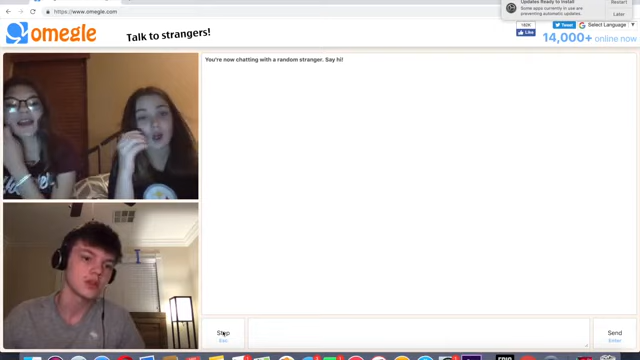 https://www.omegle.com
Updates Ready to Install
Some apps currently in use are
preventing automatic updates.
Restart
Later
omegle
Talk to strangers!
182K
Tweet
Select Language
Like
14,000+ online now
You're now chatting with a random stranger. Say hi!
Stop
Esc
Send
Enter